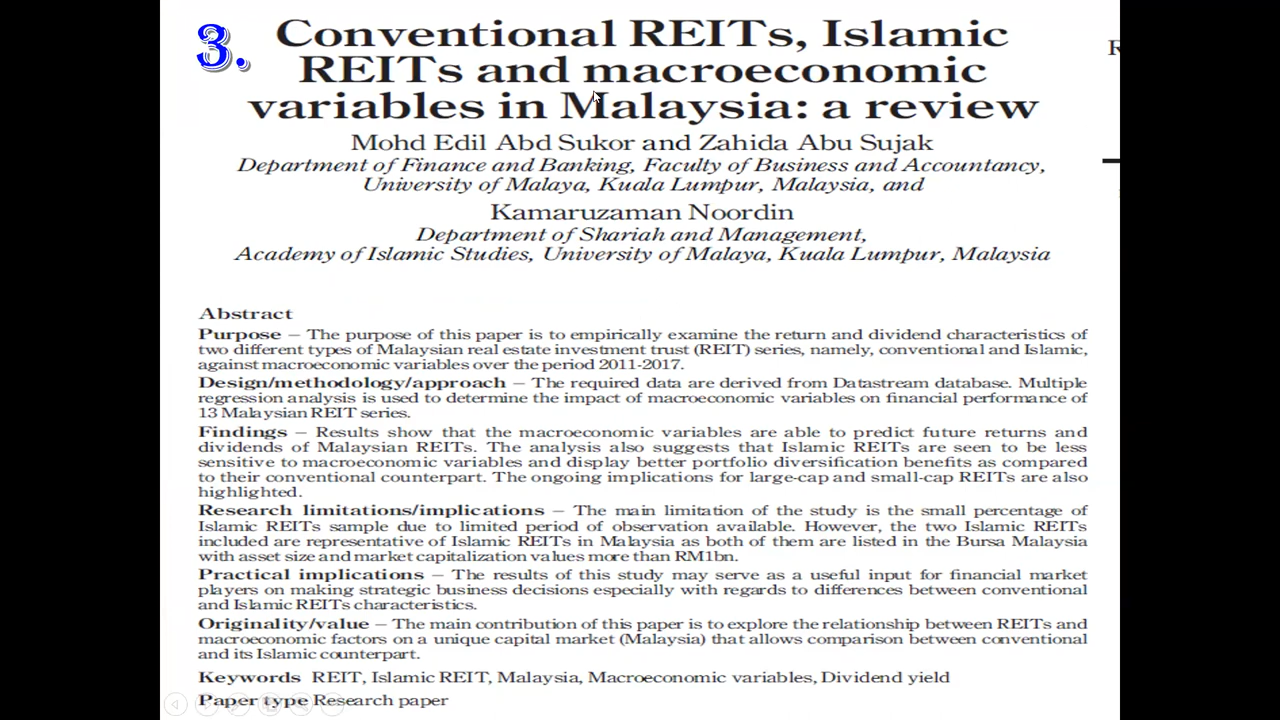 3.
Conventional REITs, Islamic
REITs and macroeconomic
variables in Malaysia: a review
Mohd Edil Abd Sukor and Zahida Abu Sujak
Department of Finance and Banking, Faculty of Business and Accountancy,
University of Malaya, Kuala Lumpur, Malaysia, and
Kamaruzaman Noordin
Department of Shariah and Management,
Academy of Islamic Studies, University of Malaya, Kuala Lumpur, Malaysia
Abstract
Purpose – The purpose of this paper is to empirically examine the return and dividend characteristics of
two different types of Malaysian real estate investment trust (REIT) series, namely, conventional and Islamic,
against macroeconomic variables over the period 2011-2017.
Design/methodology/approach – The required data are derived from Datastream database. Multiple
regression analysis is used to determine the impact of macroeconomic variables on financial performance of
13 Malaysian REIT series.
Findings – Results show that the macroeconomic variables are able to predict future returns and
dividends of Malaysian REITs. The analysis also suggests that Islamic REITs are seen to be less
sensitive to macroeconomic variables and display better portfolio diversification benefits as compared
to their conventional counterpart. The ongoing implications for large-cap and small-cap REITs are also
highlighted.
Research limitations/implications – The main limitation of the study is the small percentage of
Islamic REITs sample due to limited period of observation available. However, the two Islamic REITs
included are representative of Islamic REITs in Malaysia as both of them are listed in the Bursa Malaysia
with asset size and market capitalization values more than RM1bn.
Practical implications – The results of this study may serve as a useful input for financial market
players on making strategic business decisions especially with regards to differences between conventional
and Islamic REITs characteristics.
Originality/value – The main contribution of this paper is to explore the relationship between REITs and
macroeconomic factors on a unique capital market (Malaysia) that allows comparison between conventional
and its Islamic counterpart.
Keywords REIT, Islamic REIT, Malaysia, Macroeconomic variables, Dividend yield
Paper type Research paper